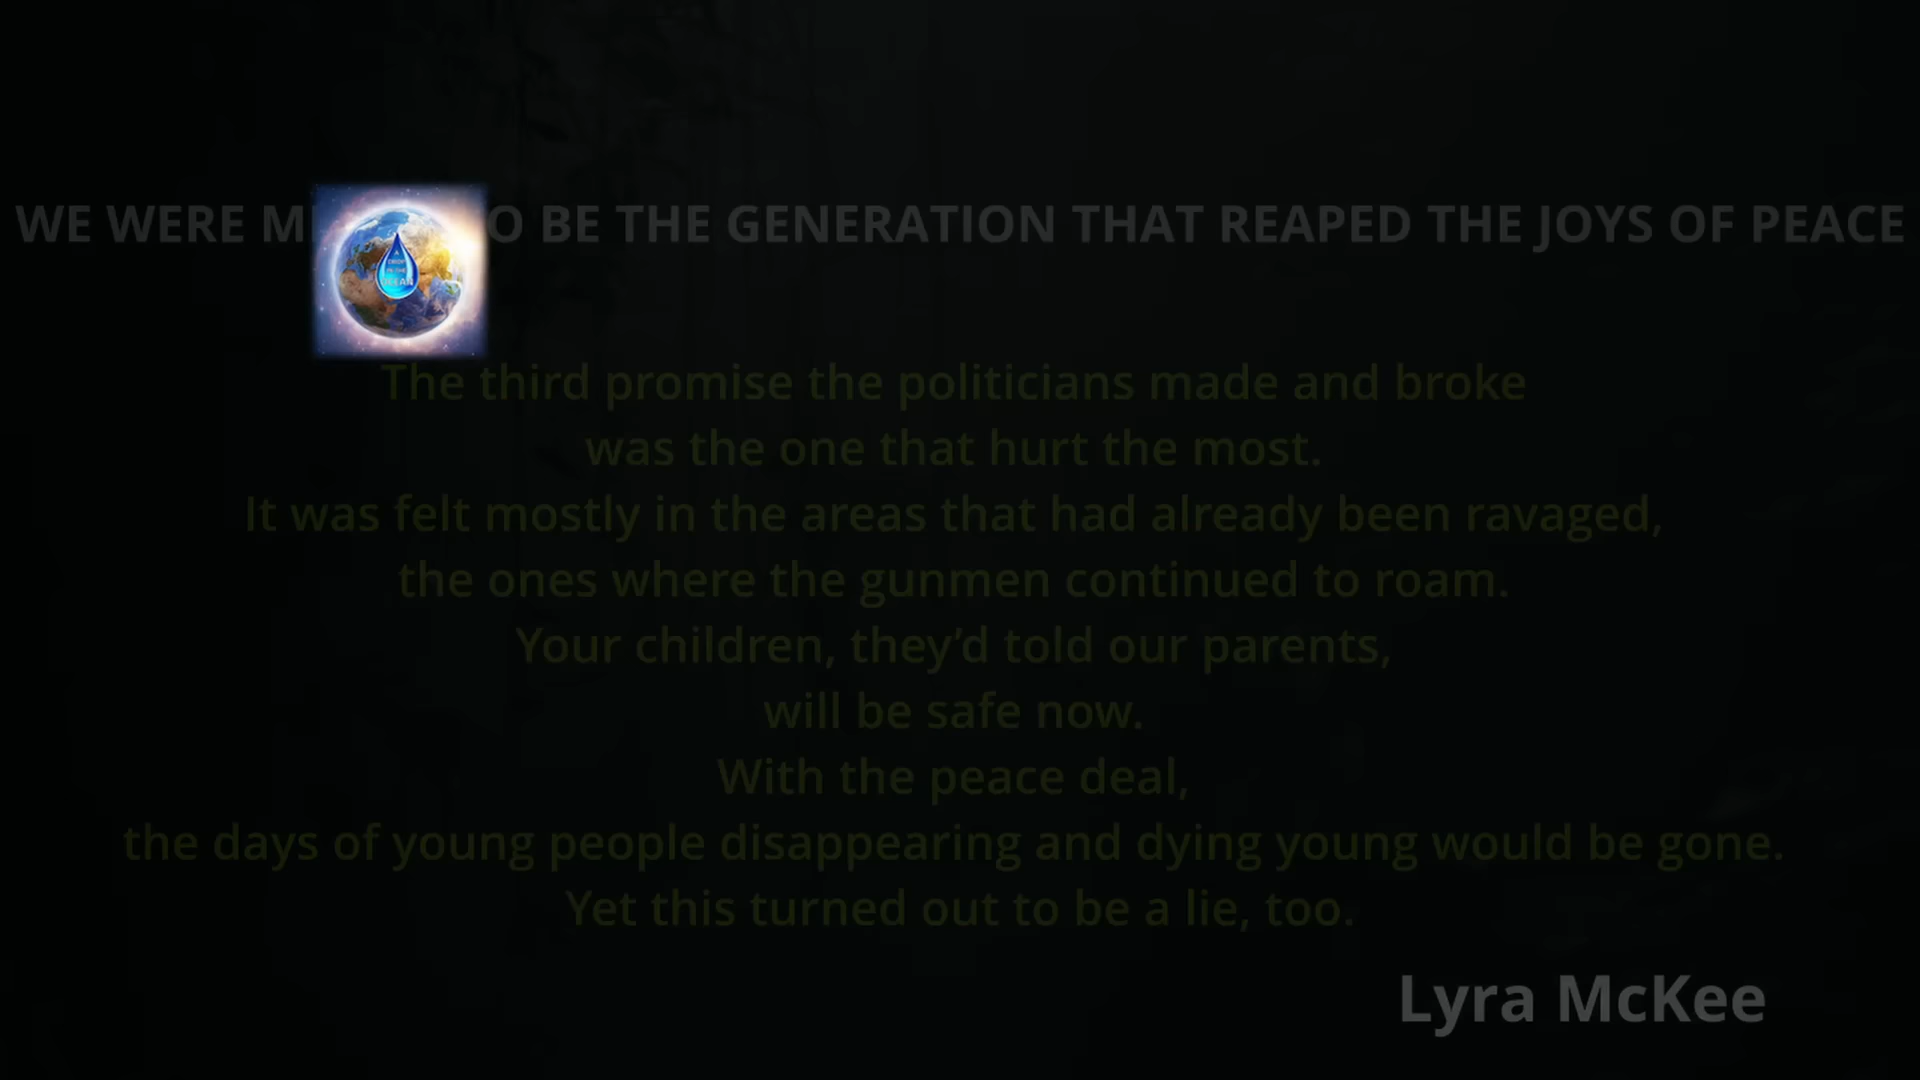 WE WERE M O BE THE GENERATION THAT REAPED THE JOYS OF PEACE
A
DROP
IN THE
OCEAN
The third promise the politicians made and broke
was the one that hurt the most.
It was felt mostly in the areas that had already been ravaged,
the ones where the gunmen continued to roam.
Your children, they’d told our parents,
will be safe now.
With the peace deal,
the days of young people disappearing and dying young would be gone.
Yet this turned out to be a lie, too.
Lyra McKee